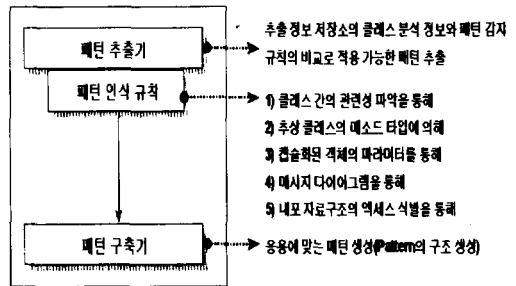 추출 정보 저장소의 클래스 분석 정보와 패턴 감지
규칙의 비교로 적용 가능한 패턴 추출
패턴 추출기
패턴 인식 규칙
1) 클래스 간의 관련성 파악을 통해
2) 추상 클래스의 메소드 타입에 의해
3) 캡슐화된 객체의 파라미터를 통해
4) 메시지 다이어그램을 통해
5) 내포 자료구조의 엑세스 식별을 통해
패턴 구축기
응용에 맞는 패턴 생성(Pattern의 구조 생성)